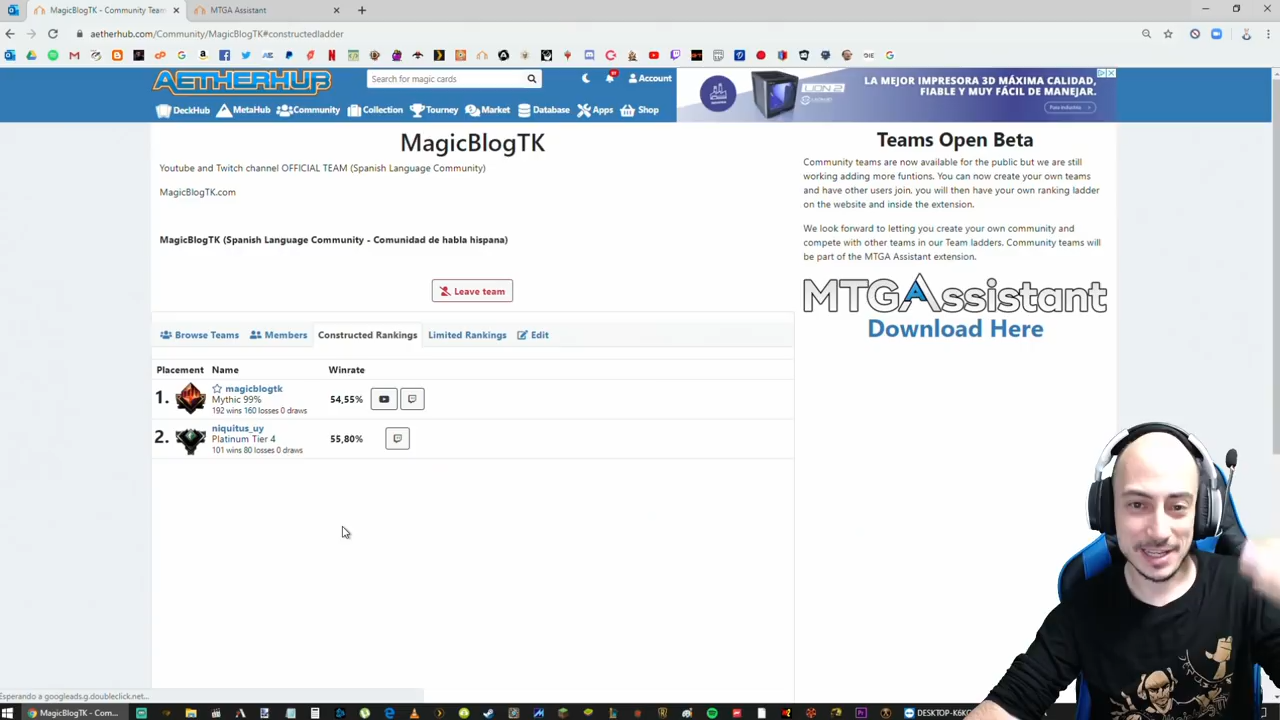 MagicBlogTK - Community Team
MTGA Assistant
aetherhub.com/Community/MagicBlogTK#constructedladder
AETHERHUB
Search for magic cards
Account
DeckHub
MetaHub
Community
Collection
Tourney
Market
Database
Apps
Shop
LION 2
LA MEJOR IMPRESORA 3D MÁXIMA CALIDAD,
FIABLE Y MUY FÁCIL DE MANEJAR.
MagicBlogTK
Youtube and Twitch channel OFFICIAL TEAM (Spanish Language Community)
MagicBlogTK.com
MagicBlogTK (Spanish Language Community - Comunidad de habla hispana)
Leave team
Browse Teams
Members
Constructed Rankings
Limited Rankings
Edit
Placement Name Winrate
1. magicblogtk
Mythic 99%
192 wins 160 losses 0 draws
54,55%
2. niquitus_uy
Platinum Tier 4
101 wins 80 losses 0 draws
55,80%
Teams Open Beta
Community teams are now available for the public but we are still
working adding more funtions. You can now create your own teams
and have other users join, you will then have your own ranking ladder
on the website and inside the extension.
We look forward to letting you create your own community and
compete with other teams in our Team ladders. Community teams will
be part of the MTGA Assistant extension.
MTGAssistant
Download Here
Esperando a googleads.g.doubleclick.net...
MagicBlogTK - Com...